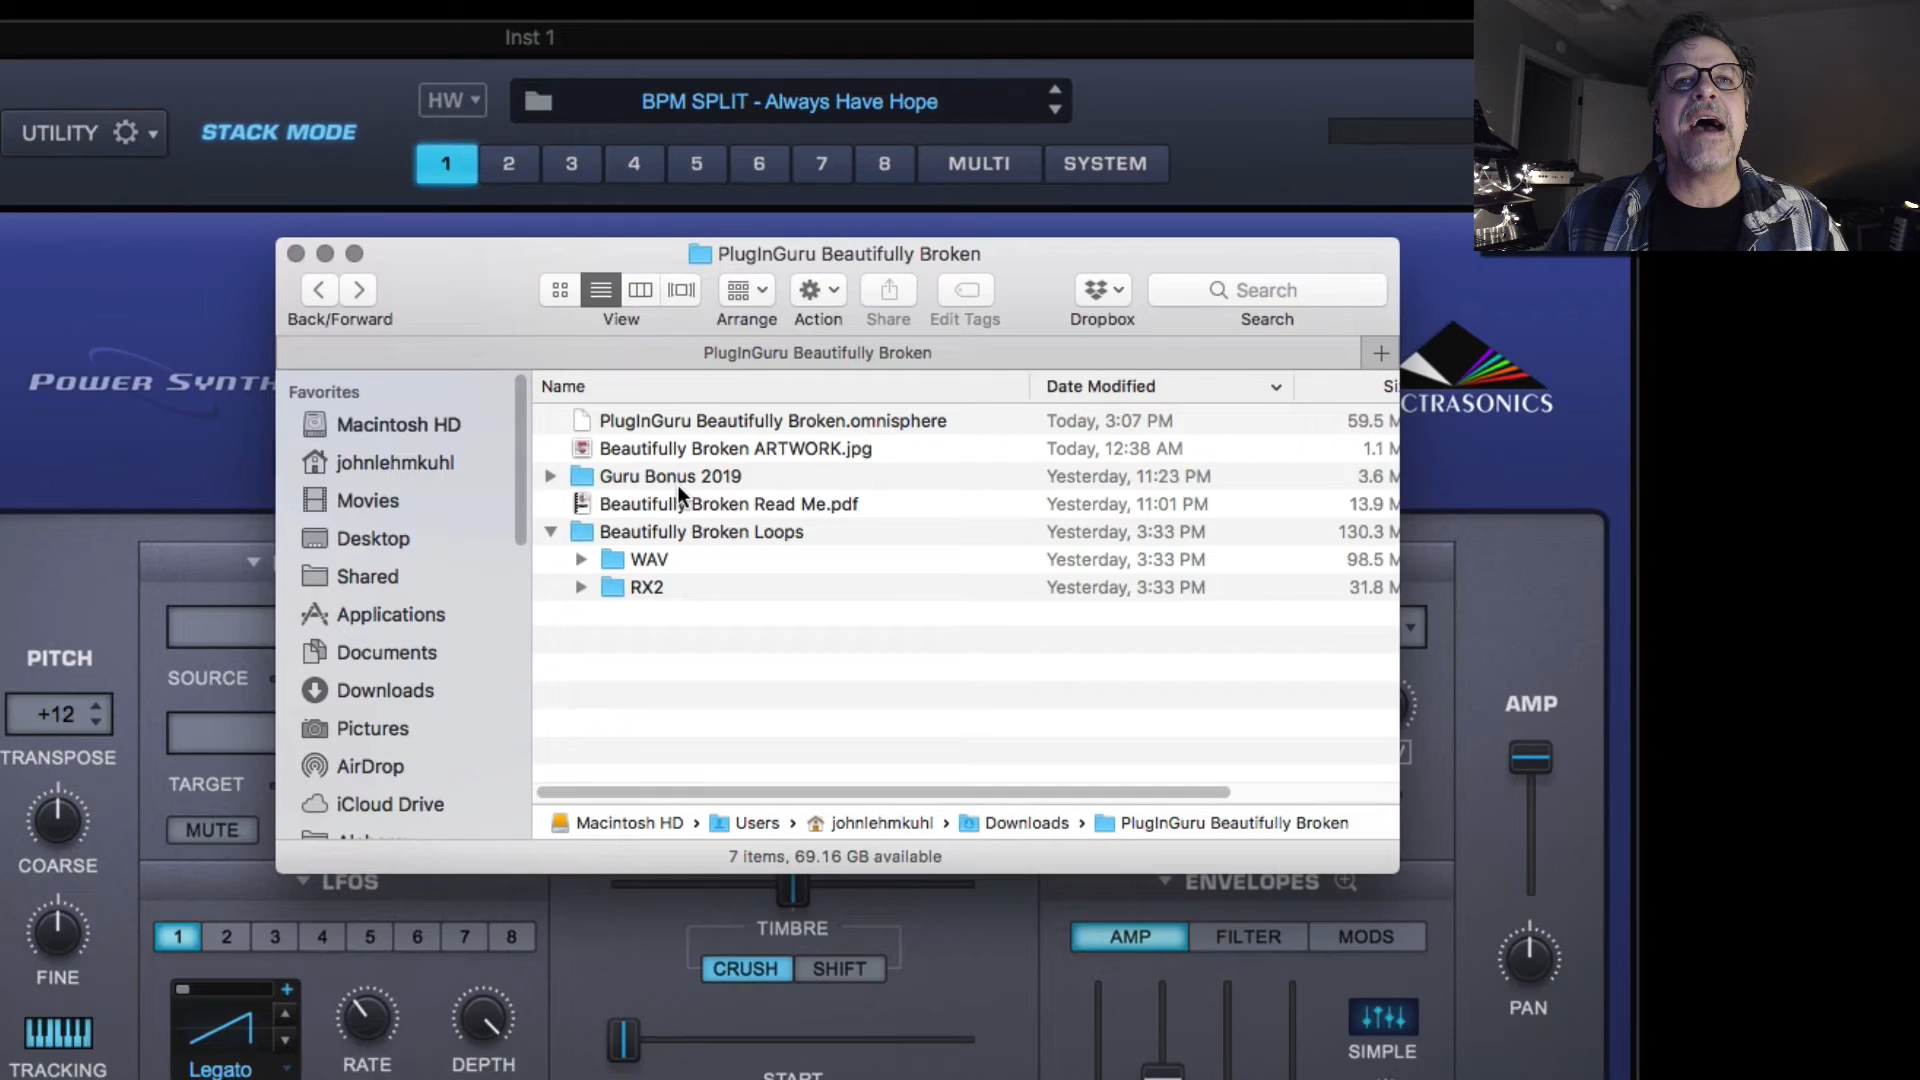 Inst 1
HW
BPM SPLIT - Always Have Hope
UTILITY
STACK MODE
1 2 3 4 5 6 7 8 MULTI SYSTEM
PlugInGuru Beautifully Broken
Back/Forward View Arrange Action Share Edit Tags Dropbox Search
Search
PlugInGuru Beautifully Broken
POWER SYNTH
CTRASONICS
Favorites
Macintosh HD
johnlehmkuhl
Movies
Desktop
Shared
Applications
Documents
Downloads
Pictures
AirDrop
iCloud Drive
Name Date Modified Si
PlugInGuru Beautifully Broken.omnisphere Today, 3:07 PM 59.5 M
Beautifully Broken ARTWORK.jpg Today, 12:38 AM 1.1 M
Guru Bonus 2019 Yesterday, 11:23 PM 3.6 M
Beautifully Broken Read Me.pdf Yesterday, 11:01 PM 13.9 M
Beautifully Broken Loops Yesterday, 3:33 PM 130.3 M
WAV Yesterday, 3:33 PM 98.5 M
RX2 Yesterday, 3:33 PM 31.8 M
Macintosh HD › Users › johnlehmkuhl › Downloads › PlugInGuru Beautifully Broken
7 items, 69.16 GB available
PITCH
+12
TRANSPOSE
COARSE
FINE
TRACKING
SOURCE
TARGET
MUTE
LFOS
1 2 3 4 5 6 7 8
Legato
RATE
DEPTH
TIMBRE
CRUSH SHIFT
START
ENVELOPES
AMP FILTER MODS
SIMPLE
AMP
PAN